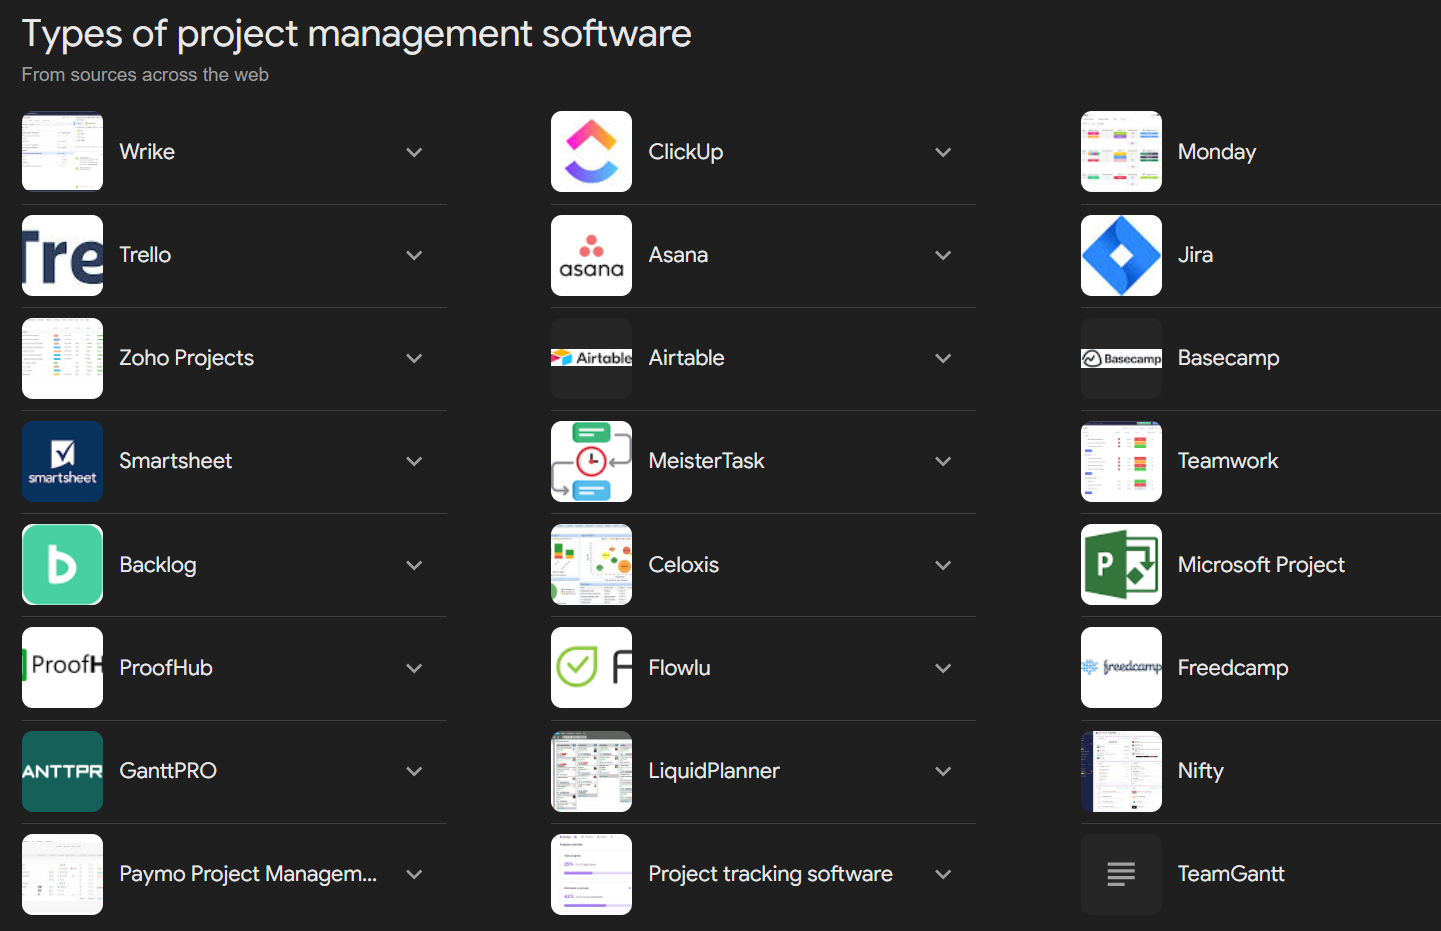 Types of project management software
From sources across the web
Wrike
ClickUp
Monday
Tre
Trello
asana
Asana
Jira
Zoho Projects
Airtable
Airtable
Basecamp
Basecamp
smartsheet
Smartsheet
MeisterTask
Teamwork
b
Backlog
Celoxis
P
Microsoft Project
ProofH
ProofHub
F
Flowlu
freedcamp
Freedcamp
ANTTPR
GanttPRO
LiquidPlanner
Nifty
Paymo Project Managem...
29%
42%
Project tracking software
TeamGantt